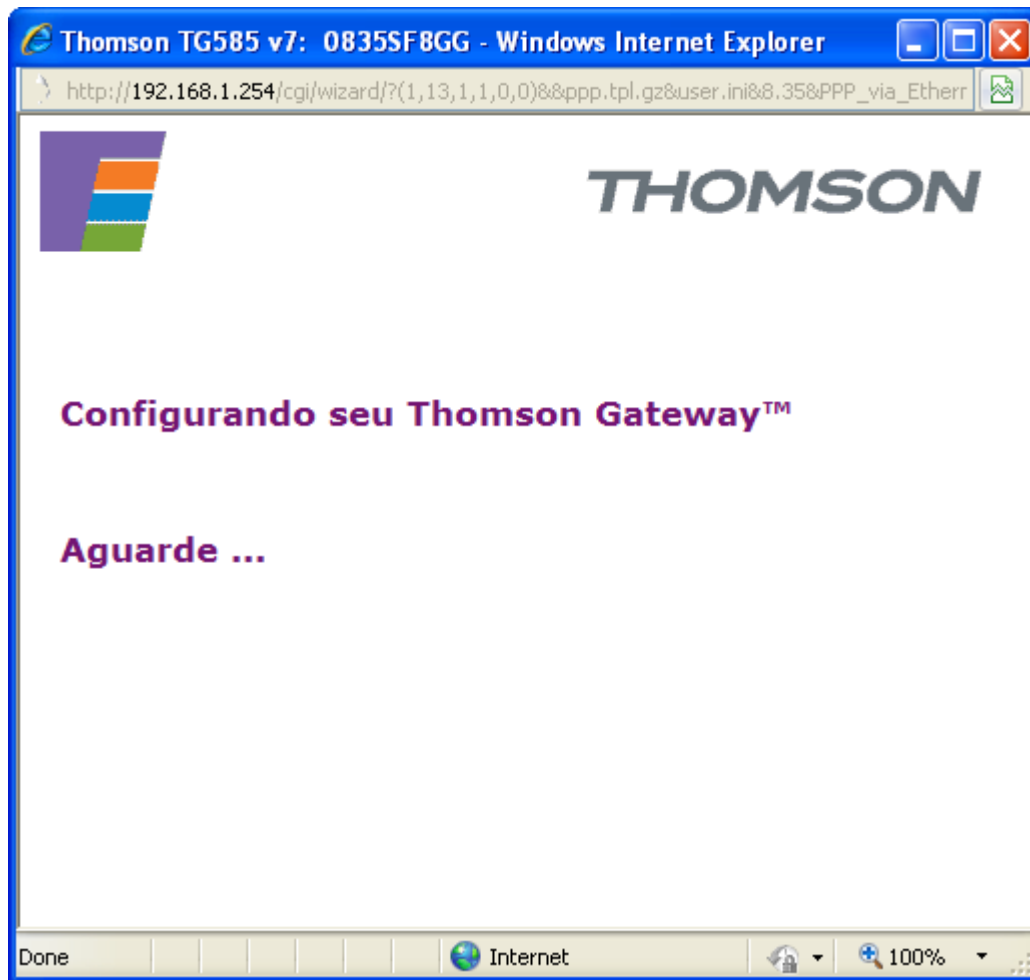 Thomson TG585 v7: 0835SF8GG - Windows Internet Explorer
http://192.168.1.254/cgi/wizard/?(1,13,1,1,0,0)&&ppp.tpl.gz&user.ini&8.35&PPP_via_Etherr
THOMSON
Configurando seu Thomson Gateway™
Aguarde ...
Done
Internet
100%